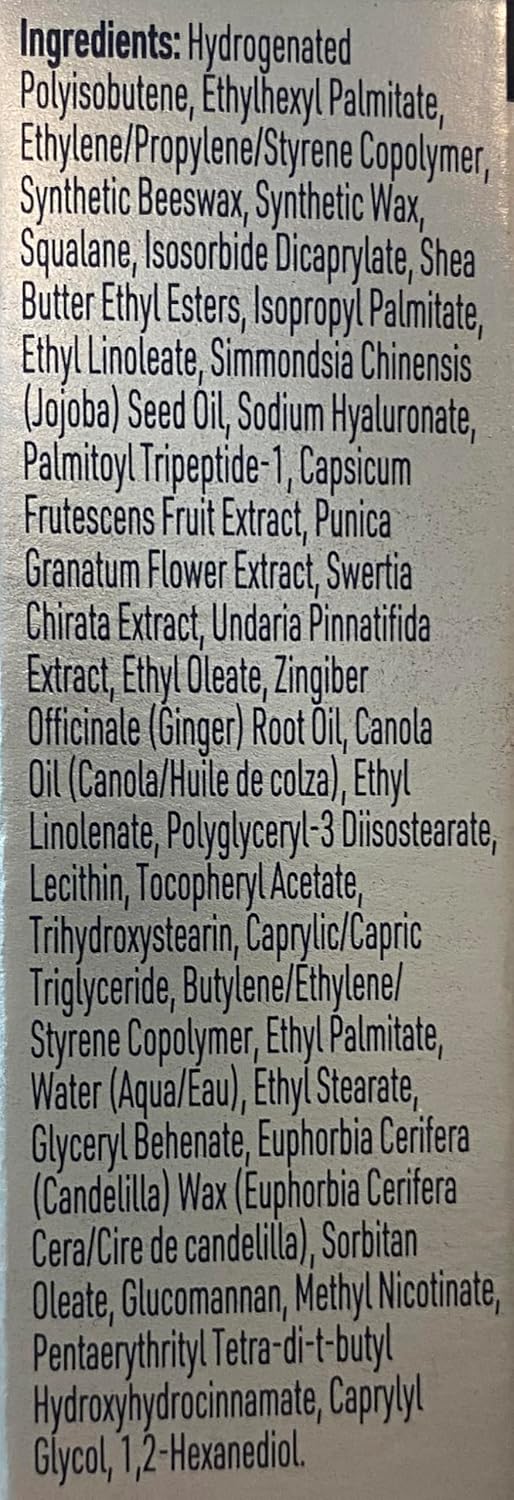 Ingredients: Hydrogenated
Polyisobutene, Ethylhexyl Palmitate,
Ethylene/Propylene/Styrene Copolymer,
Synthetic Beeswax, Synthetic Wax,
Squalane, Isosorbide Dicaprylate, Shea
Butter Ethyl Esters, Isopropyl Palmitate,
Ethyl Linoleate, Simmondsia Chinensis
(Jojoba) Seed Oil, Sodium Hyaluronate,
Palmitoyl Tripeptide-1, Capsicum
Frutescens Fruit Extract, Punica
Granatum Flower Extract, Swertia
Chirata Extract, Undaria Pinnatifida
Extract, Ethyl Oleate, Zingiber
Officinale (Ginger) Root Oil, Canola
Oil (Canola/Huile de colza), Ethyl
Linolenate, Polyglyceryl-3 Diisostearate,
Lecithin, Tocopheryl Acetate,
Trihydroxystearin, Caprylic/Capric
Triglyceride, Butylene/Ethylene/
Styrene Copolymer, Ethyl Palmitate,
Water (Aqua/Eau), Ethyl Stearate,
Glyceryl Behenate, Euphorbia Cerifera
(Candelilla) Wax (Euphorbia Cerifera
Cera/Cire de candelilla), Sorbitan
Oleate, Glucomannan, Methyl Nicotinate,
Pentaerythrityl Tetra-di-t-butyl
Hydroxyhydrocinnamate, Caprylyl
Glycol, 1,2-Hexanediol.